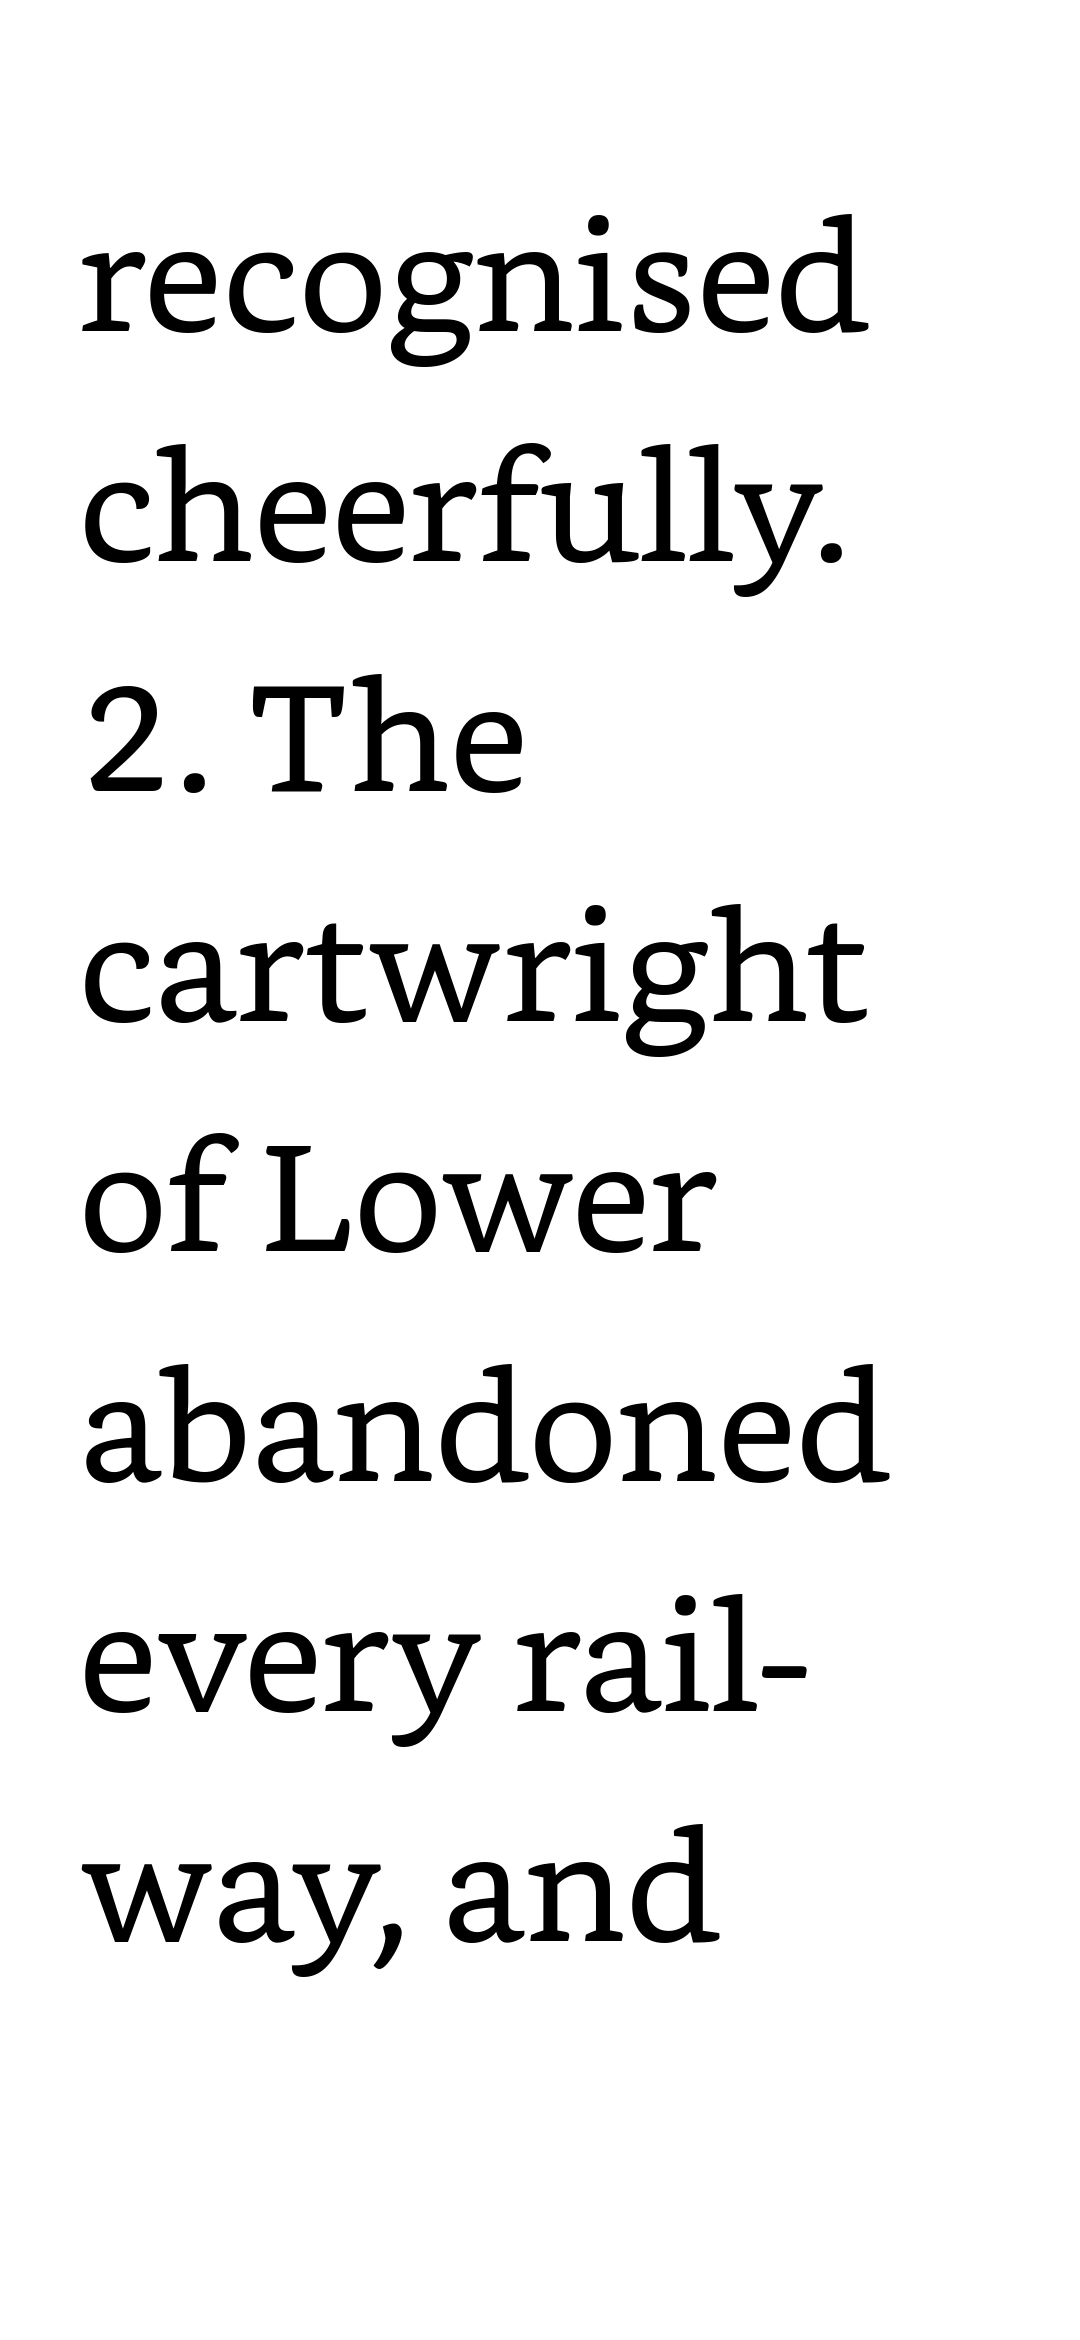 recognised
cheerfully.
2. The
cartwright
of Lower
abandoned
every rail-
way, and